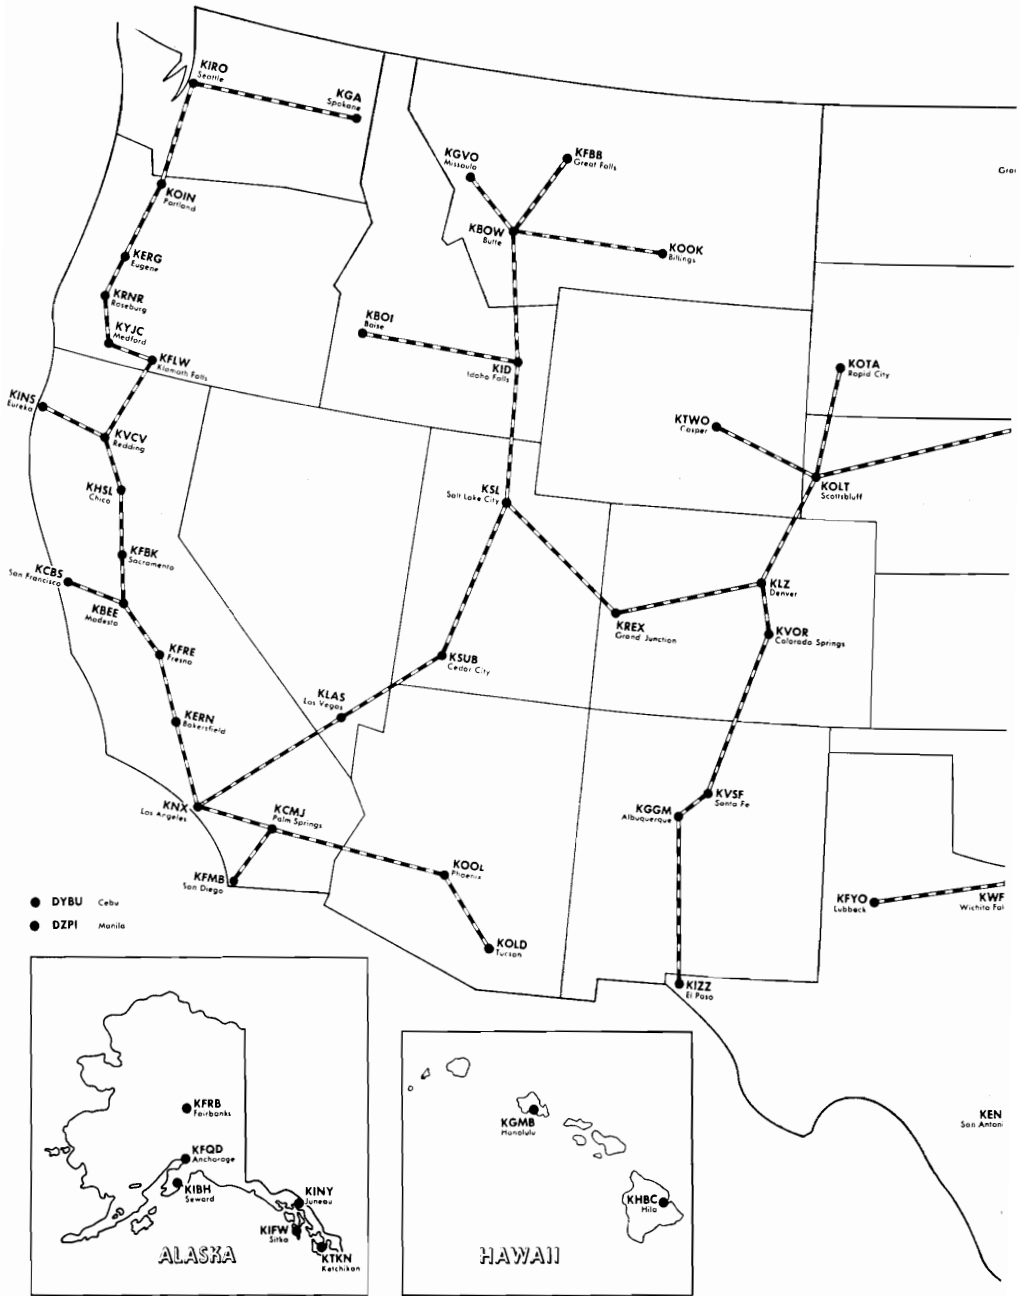 KIRO
Seattle
KGA
Spokane
KGVO
Missoula
KFBB
Great Falls
KOIN
Portland
KBOW
Butte
KOOK
Billings
KERG
Eugene
KRNR
Roseburg
KYJC
Medford
KBOI
Boise
KFLW
Klamath Falls
KID
Idaho Falls
KOTA
Rapid City
KINS
Eureka
KVCV
Redding
KTWO
Casper
KOLT
Scottsbluff
KHSL
Chico
KSL
Salt Lake City
KFBK
Sacramento
KCBS
San Francisco
KBEE
Modesto
KLZ
Denver
KREX
Grand Junction
KVOR
Colorado Springs
KFRE
Fresno
KSUB
Cedar City
KLAS
Las Vegas
KERN
Bakersfield
KNX
Los Angeles
KCMJ
Palm Springs
KVSF
Santa Fe
KGGM
Albuquerque
KFMB
San Diego
KOOL
Phoenix
KFYO
Lubbock
KWF
Wichita Fal
DYBU Cebu
DZPI Manila
KOLD
Tucson
KIZZ
El Paso
KEN
San Antoni
KFRB
Fairbanks
KFQD
Anchorage
KIBH
Seward
KINY
Juneau
KIFW
Sitka
KTKN
Ketchikan
ALASKA
KGMB
Honolulu
KHBC
Hilo
HAWAII